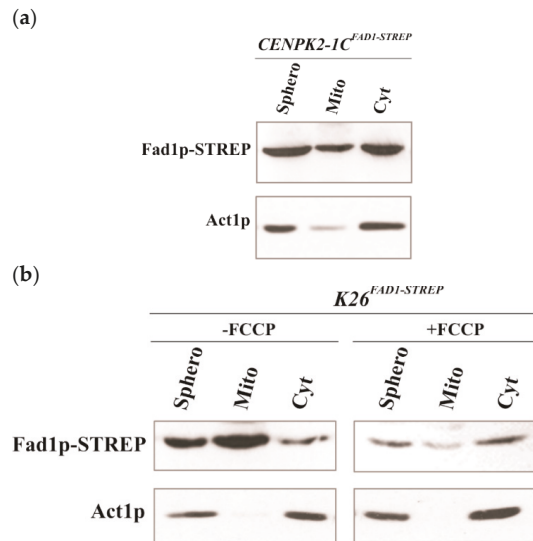 (a)
CENPK2-1C^FAD1-STREP
Sphero Mito Cyt
Fad1p-STREP
Act1p
(b)
K26^FAD1-STREP
-FCCP +FCCP
Sphero Mito Cyt Sphero Mito Cyt
Fad1p-STREP
Act1p